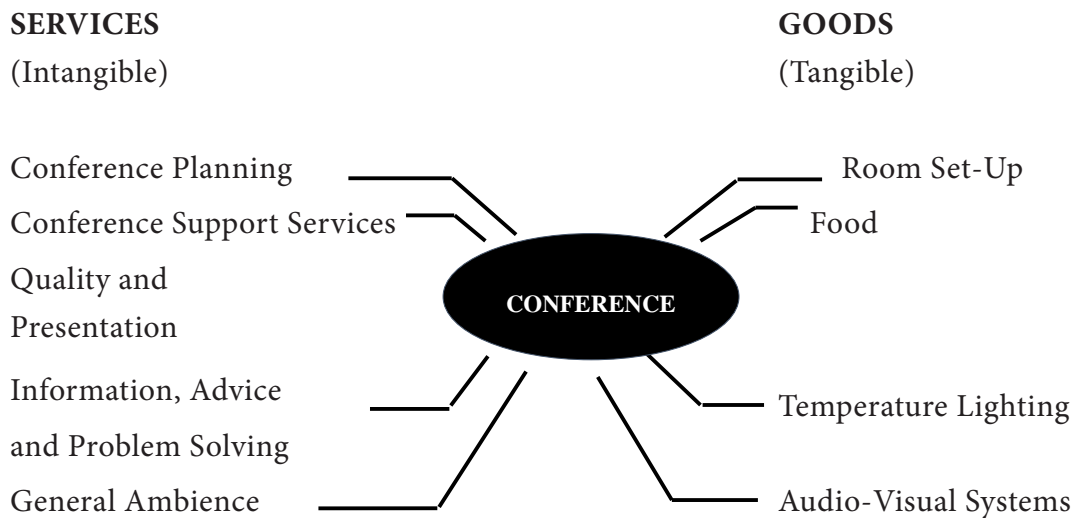 SERVICES
(Intangible)
Conference Planning
Conference Support Services
Quality and
Presentation
Information, Advice
and Problem Solving
General Ambience
CONFERENCE
GOODS
(Tangible)
Room Set-Up
Food
Temperature Lighting
Audio-Visual Systems